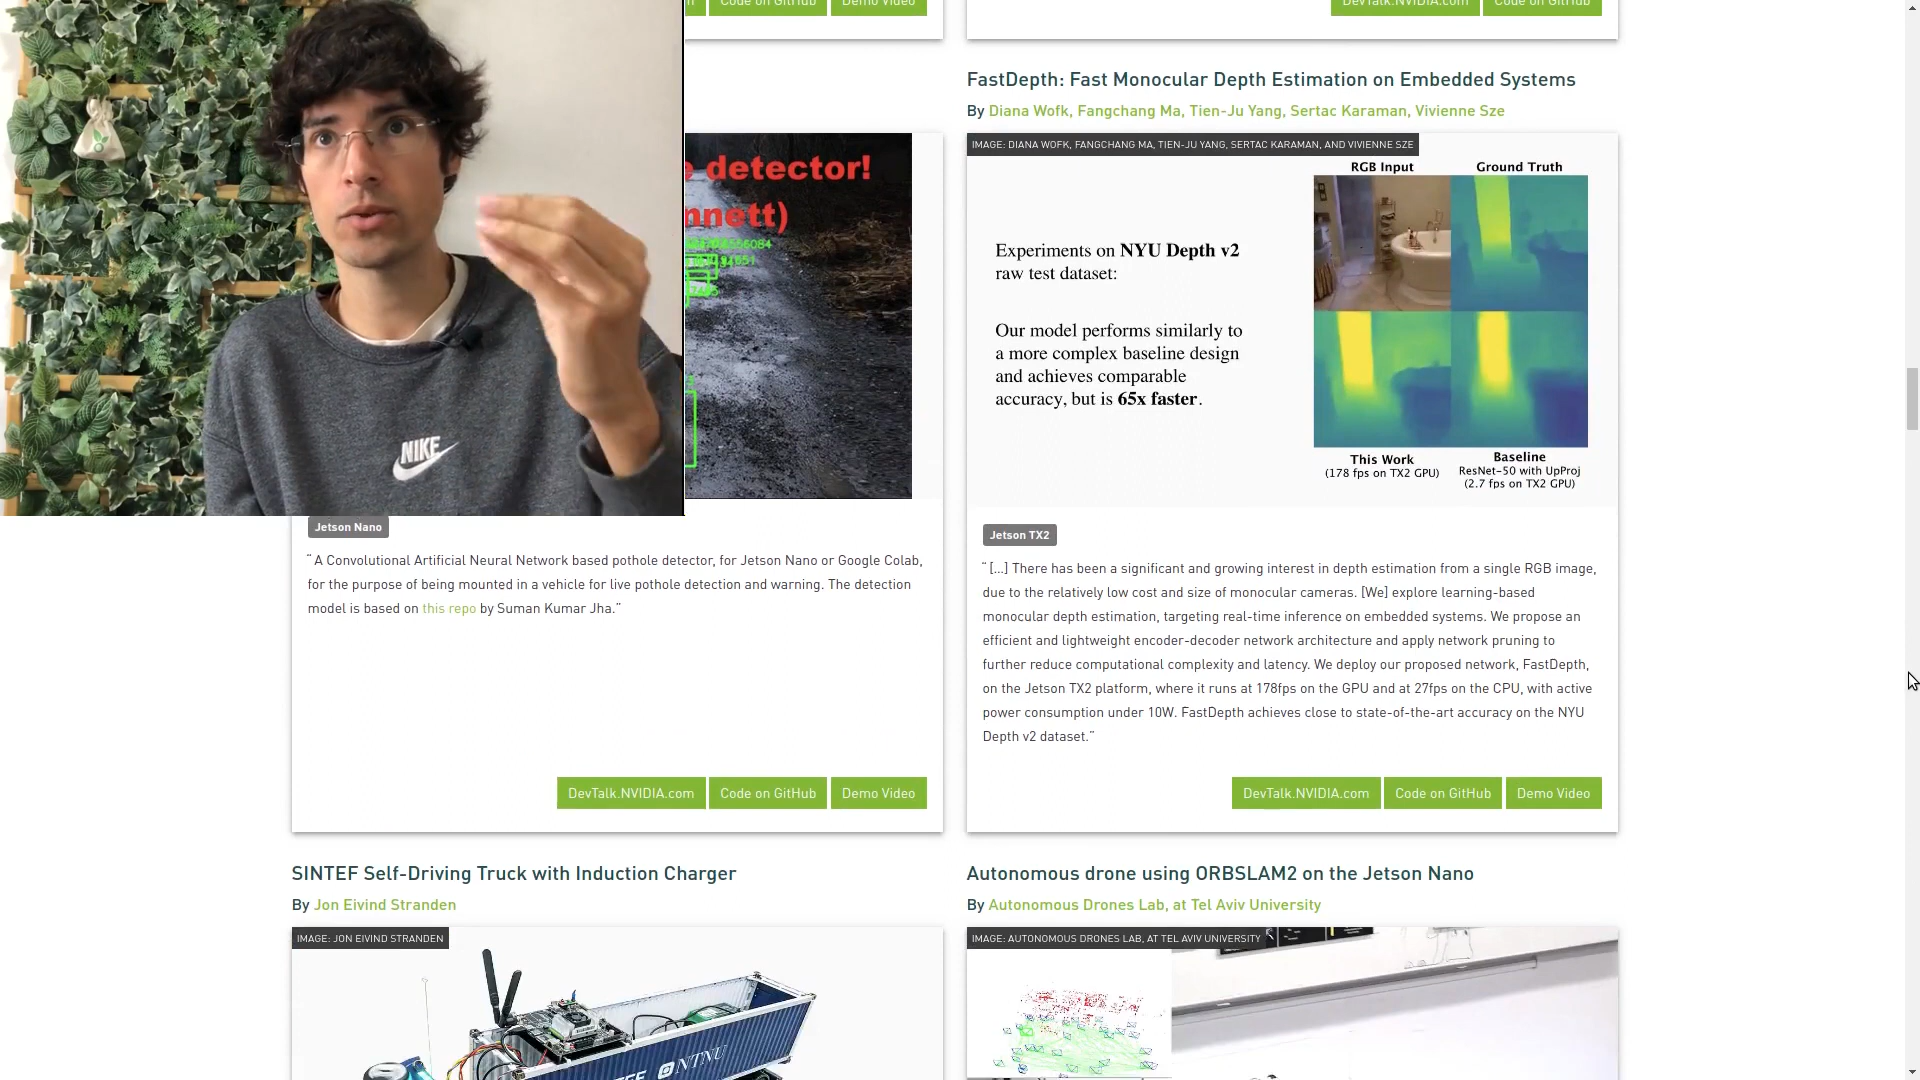 Code on GitHub
Demo Video
DevTalk.NVIDIA.com
Code on GitHub
detector!
nnett)
NIKE
Jetson Nano
“A Convolutional Artificial Neural Network based pothole detector, for Jetson Nano or Google Colab,
for the purpose of being mounted in a vehicle for live pothole detection and warning. The detection
model is based on this repo by Suman Kumar Jha.”
DevTalk.NVIDIA.com
Code on GitHub
Demo Video
FastDepth: Fast Monocular Depth Estimation on Embedded Systems
By Diana Wofk, Fangchang Ma, Tien-Ju Yang, Sertac Karaman, Vivienne Sze
IMAGE: DIANA WOFK, FANGCHANG MA, TIEN-JU YANG, SERTAC KARAMAN, AND VIVIENNE SZE
Experiments on NYU Depth v2
raw test dataset:
Our model performs similarly to
a more complex baseline design
and achieves comparable
accuracy, but is 65x faster.
RGB Input
Ground Truth
This Work
(178 fps on TX2 GPU)
Baseline
ResNet-50 with UpProj
(2.7 fps on TX2 GPU)
Jetson TX2
“[...] There has been a significant and growing interest in depth estimation from a single RGB image,
due to the relatively low cost and size of monocular cameras. [We] explore learning-based
monocular depth estimation, targeting real-time inference on embedded systems. We propose an
efficient and lightweight encoder-decoder network architecture and apply network pruning to
further reduce computational complexity and latency. We deploy our proposed network, FastDepth,
on the Jetson TX2 platform, where it runs at 178fps on the GPU and at 27fps on the CPU, with active
power consumption under 10W. FastDepth achieves close to state-of-the-art accuracy on the NYU
Depth v2 dataset.”
DevTalk.NVIDIA.com
Code on GitHub
Demo Video
SINTEF Self-Driving Truck with Induction Charger
By Jon Eivind Stranden
IMAGE: JON EIVIND STRANDEN
NTNU
Autonomous drone using ORBSLAM2 on the Jetson Nano
By Autonomous Drones Lab, at Tel Aviv University
IMAGE: AUTONOMOUS DRONES LAB, AT TEL AVIV UNIVERSITY